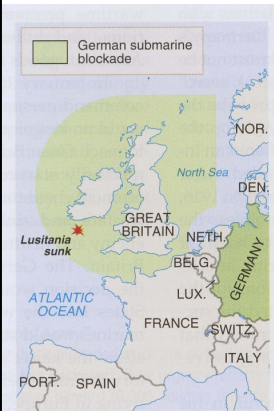 German submarine
blockade
NOR.
North Sea
DEN.
GREAT
BRITAIN
Lusitania
sunk
NETH.
BELG.
GERMANY
LUX.
ATLANTIC
OCEAN
FRANCE
SWITZ.
ITALY
PORT.
SPAIN